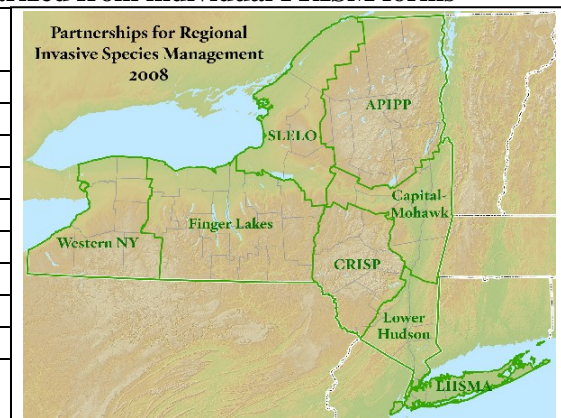 Partnerships for Regional
Invasive Species Management
2008
APIPP
SLELO
Capital-
Mohawk
Finger Lakes
Western NY
CRISP
Lower
Hudson
LIISMA